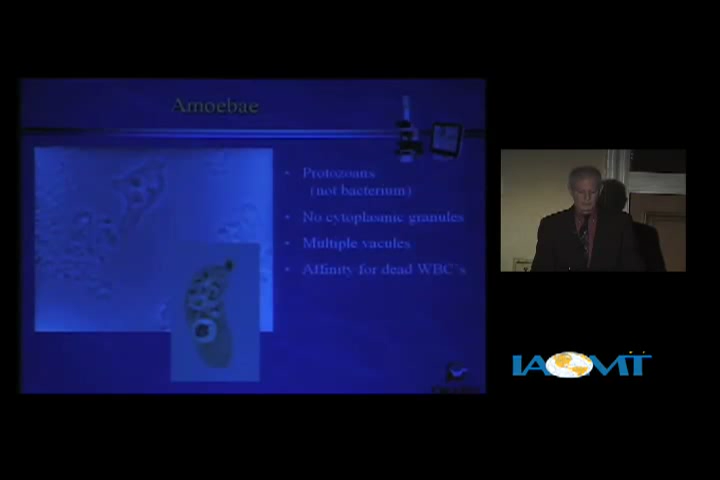 Amoebae
• Protozoans
(not bacterium)
• No cytoplasmic granules
• Multiple vacules
• Affinity for dead WBC's
IAOMT